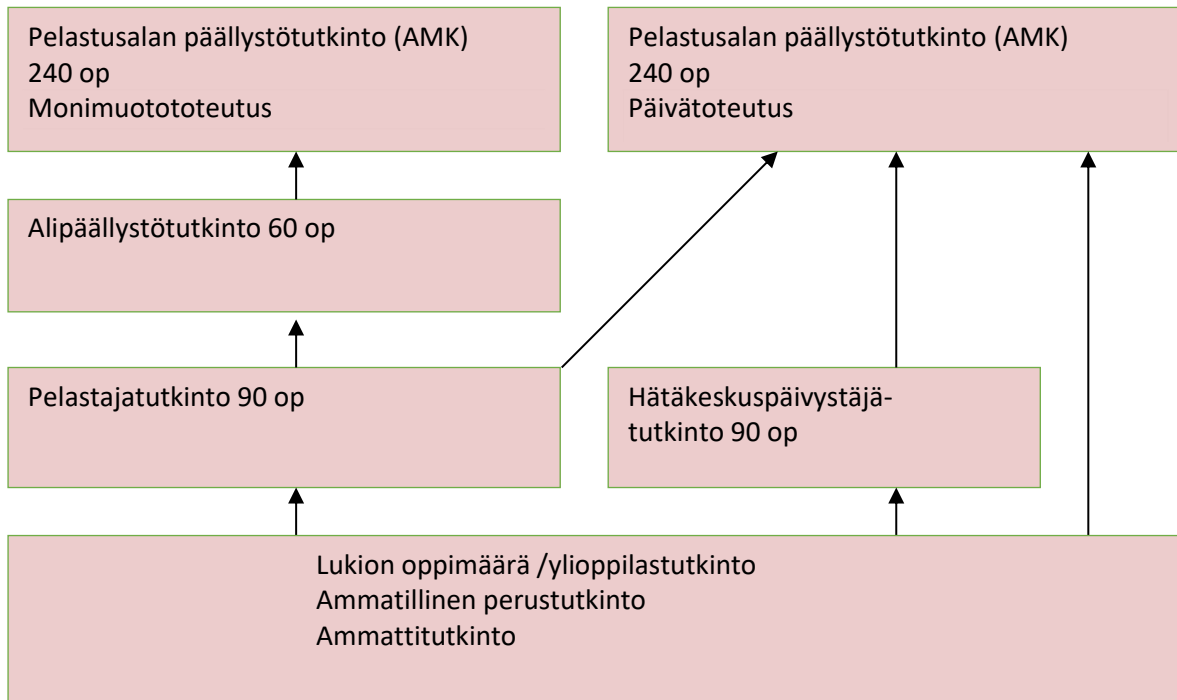 Pelastusalan päällystötutkinto (AMK)
240 op
Monimuotototeutus
Pelastusalan päällystötutkinto (AMK)
240 op
Päivätoteutus
Alipäällystötutkinto 60 op
Pelastajatutkinto 90 op
Hätäkeskuspäivystäjä-
tutkinto 90 op
Lukion oppimäärä /ylioppilastutkinto
Ammatillinen perustutkinto
Ammattitutkinto